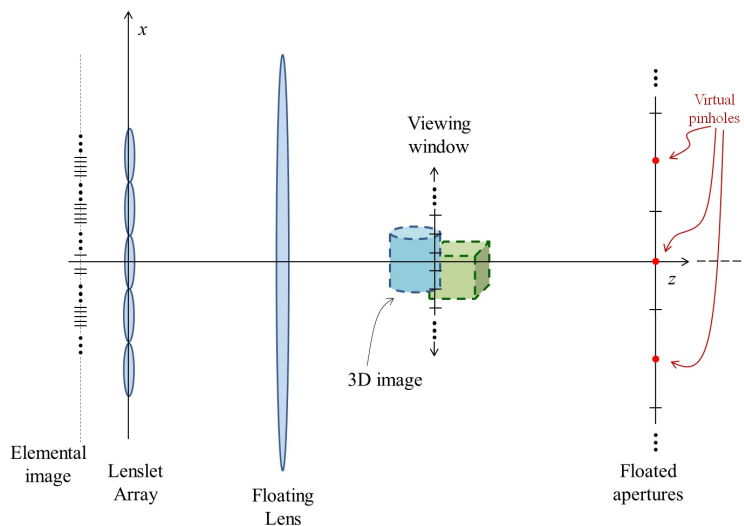 x
Virtual
pinholes
Viewing
window
z
3D image
Elemental
image
Lenslet
Array
Floating
Lens
Floated
apertures